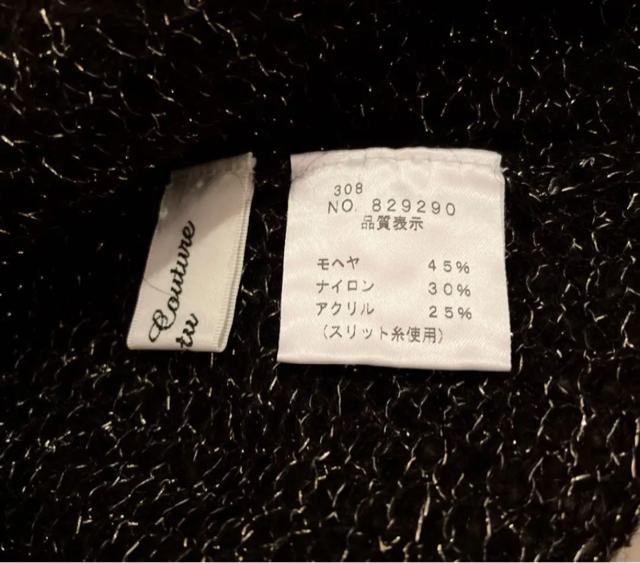 Couture
308
NO. 829290
品質表示
モヘヤ 45%
ナイロン 30%
アクリル 25%
(スリット糸使用)